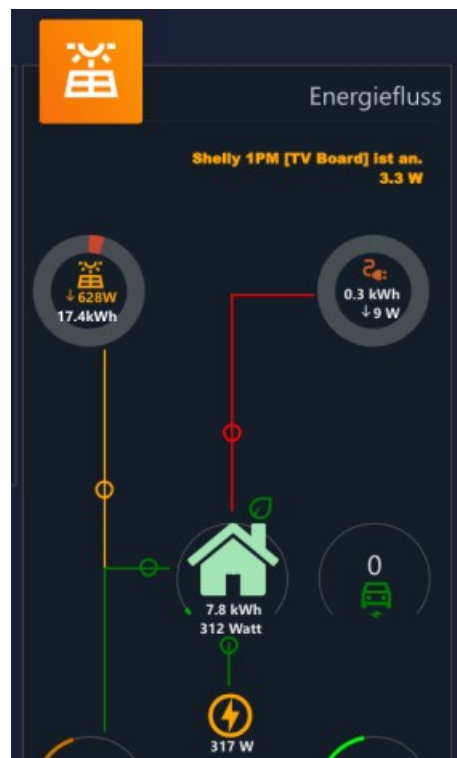 Energiefluss
Shelly 1PM [TV Board] ist an.
3.3 W
↓628W
17.4kWh
0.3 kWh
↓9 W
0
7.8 kWh
312 Watt
317 W